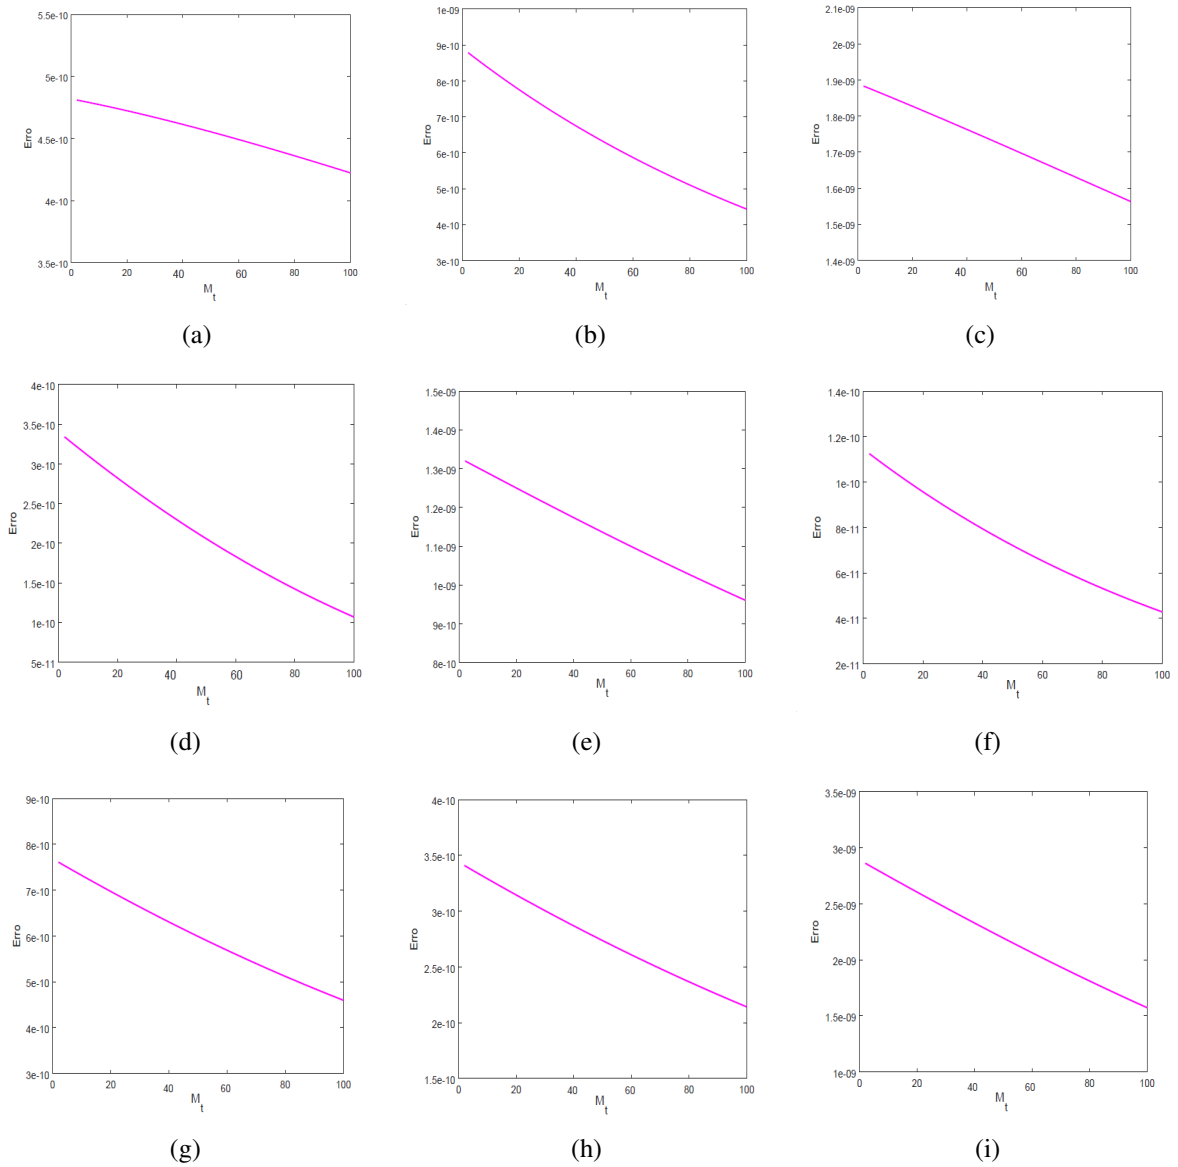 5.5e-10
5e-10
4.5e-10
4e-10
3.5e-10
Erro
0 20 40 60 80 100
M
t
(a)
1e-09
9e-10
8e-10
7e-10
6e-10
5e-10
4e-10
3e-10
Erro
0 20 40 60 80 100
M
t
(b)
2.1e-09
2e-09
1.9e-09
1.8e-09
1.7e-09
1.6e-09
1.5e-09
1.4e-09
Erro
0 20 40 60 80 100
M
t
(c)
4e-10
3.5e-10
3e-10
2.5e-10
2e-10
1.5e-10
1e-10
5e-11
Erro
0 20 40 60 80 100
M
t
(d)
1.5e-09
1.4e-09
1.3e-09
1.2e-09
1.1e-09
1e-09
9e-10
8e-10
Erro
0 20 40 60 80 100
M
t
(e)
1.4e-10
1.2e-10
1e-10
8e-11
6e-11
4e-11
2e-11
Erro
0 20 40 60 80 100
M
t
(f)
9e-10
8e-10
7e-10
6e-10
5e-10
4e-10
3e-10
Erro
0 20 40 60 80 100
M
t
(g)
4e-10
3.5e-10
3e-10
2.5e-10
2e-10
1.5e-10
Erro
0 20 40 60 80 100
M
t
(h)
3.5e-09
3e-09
2.5e-09
2e-09
1.5e-09
1e-09
Erro
0 20 40 60 80 100
M
t
(i)